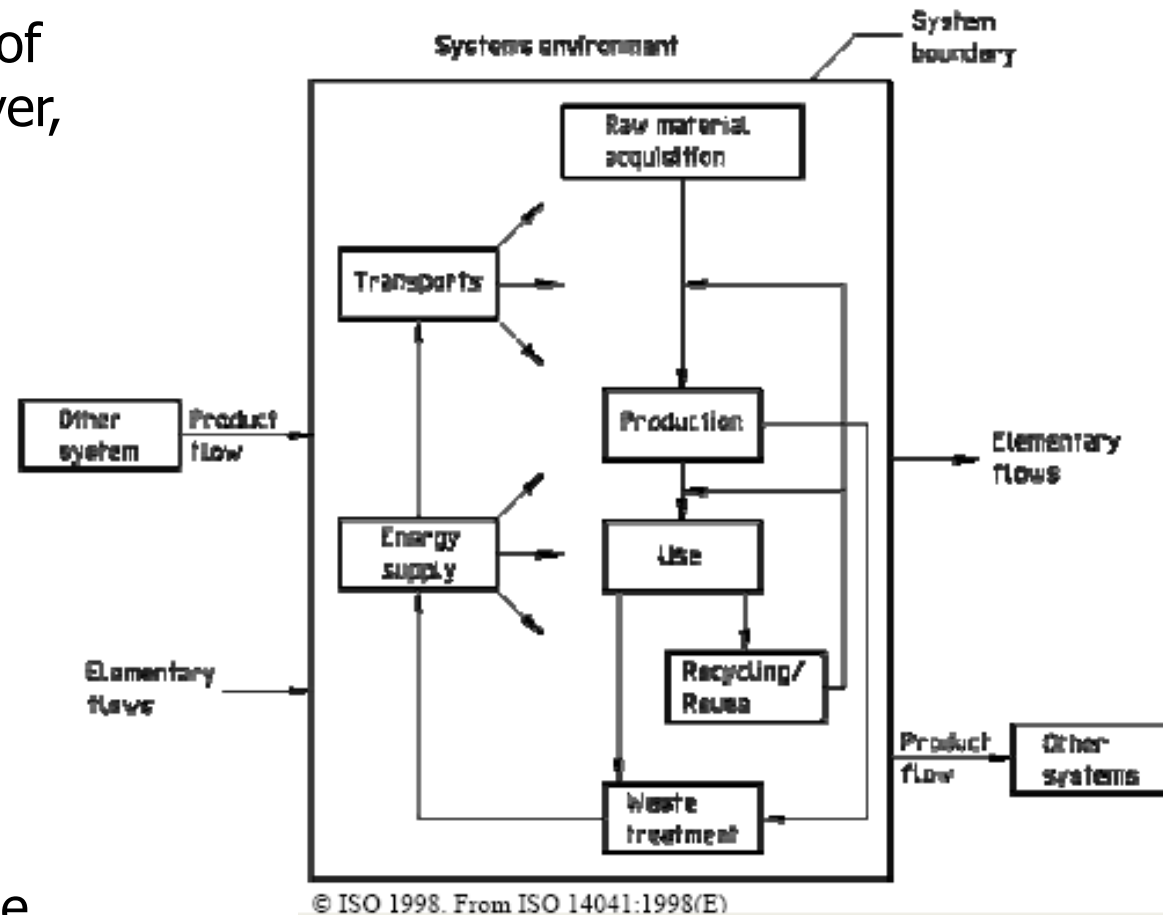 of
ver,
Systems environment
System
boundary
Raw material
acquisition
Transports
Other
system
Product
flow
Production
Elementary
flows
Energy
supply
Use
Elementary
flows
Recycling/
Reuse
Product
flow
Other
systems
Waste
treatment
© ISO 1998. From ISO 14041:1998(E)